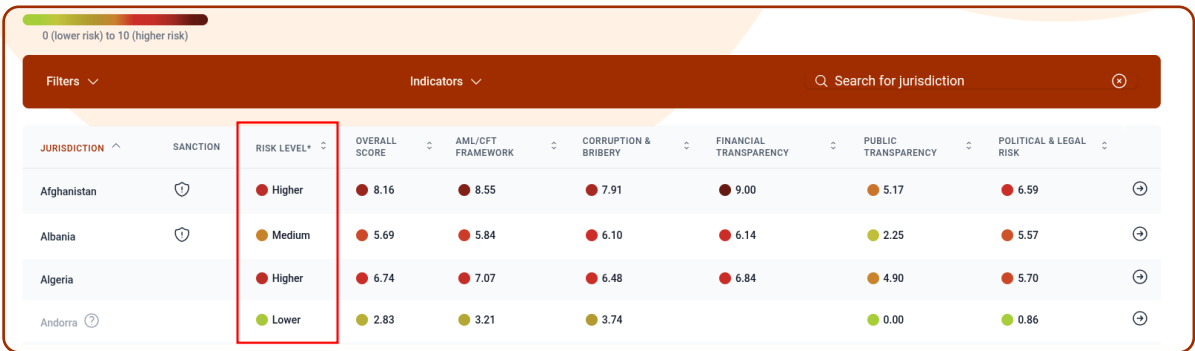 0 (lower risk) to 10 (higher risk)
Filters Indicators Search for jurisdiction
JURISDICTION SANCTION RISK LEVEL* OVERALL SCORE AML/CFT FRAMEWORK CORRUPTION & BRIBERY FINANCIAL TRANSPARENCY PUBLIC TRANSPARENCY POLITICAL & LEGAL RISK
Afghanistan Higher 8.16 8.55 7.91 9.00 5.17 6.59
Albania Medium 5.69 5.84 6.10 6.14 2.25 5.57
Algeria Higher 6.74 7.07 6.48 6.84 4.90 5.70
Andorra ? Lower 2.83 3.21 3.74 0.00 0.86